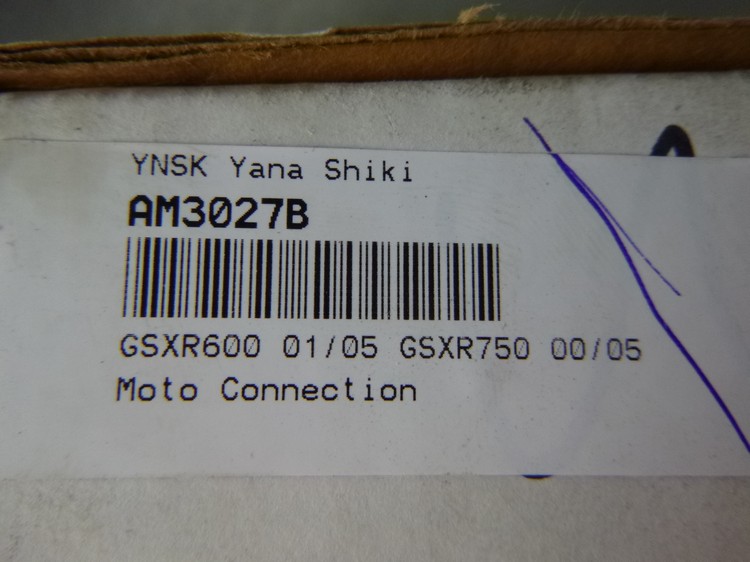 YNSK Yana Shiki
AM3027B
GSXR600 01/05 GSXR750 00/05
Moto Connection